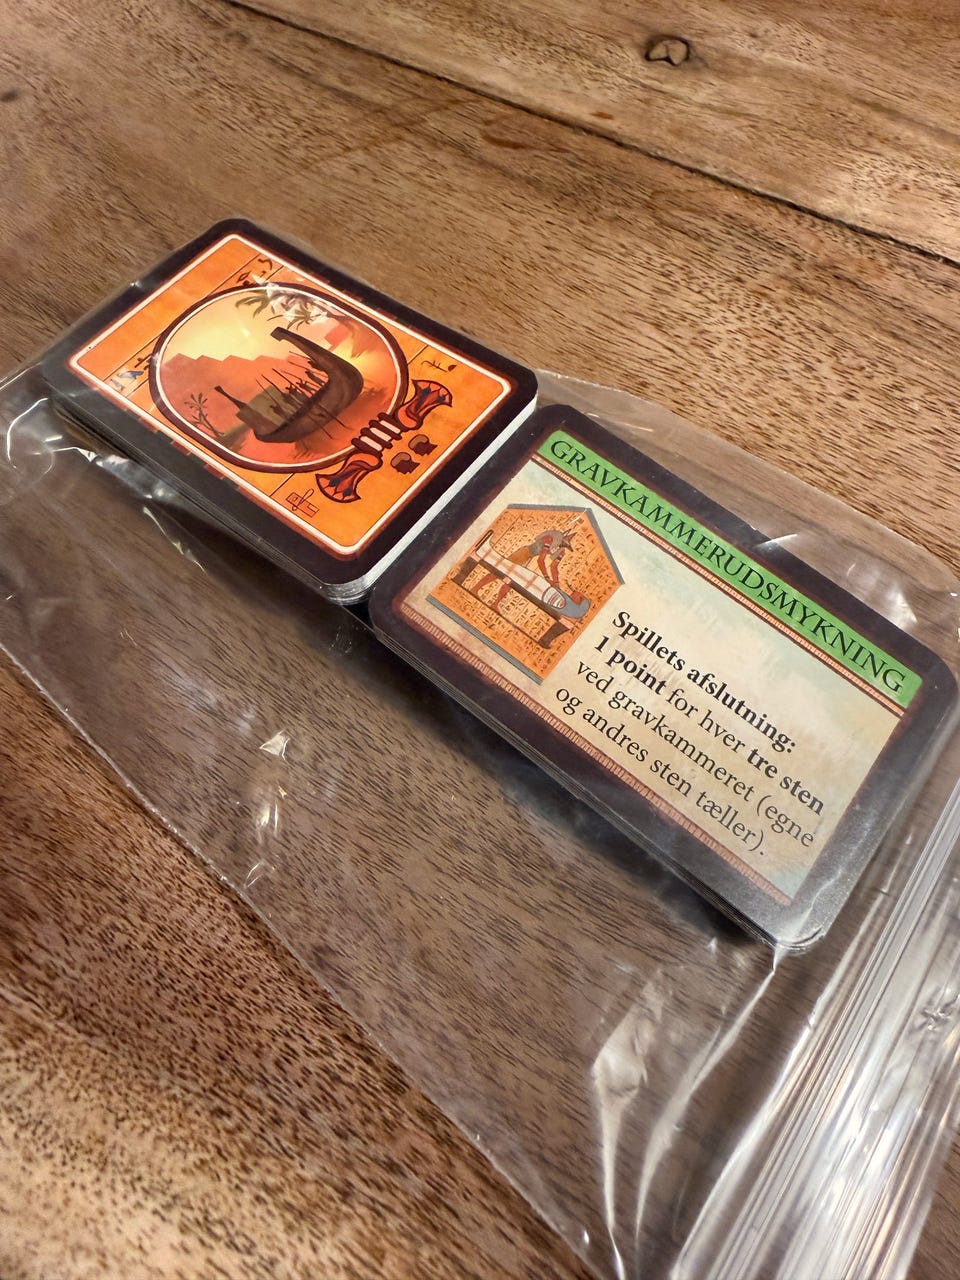 GRAVKAMMERUDSMYKNING
Spillets afslutning:
1 point for hver tre sten
ved gravkammeret (egne
og andres sten tæller).